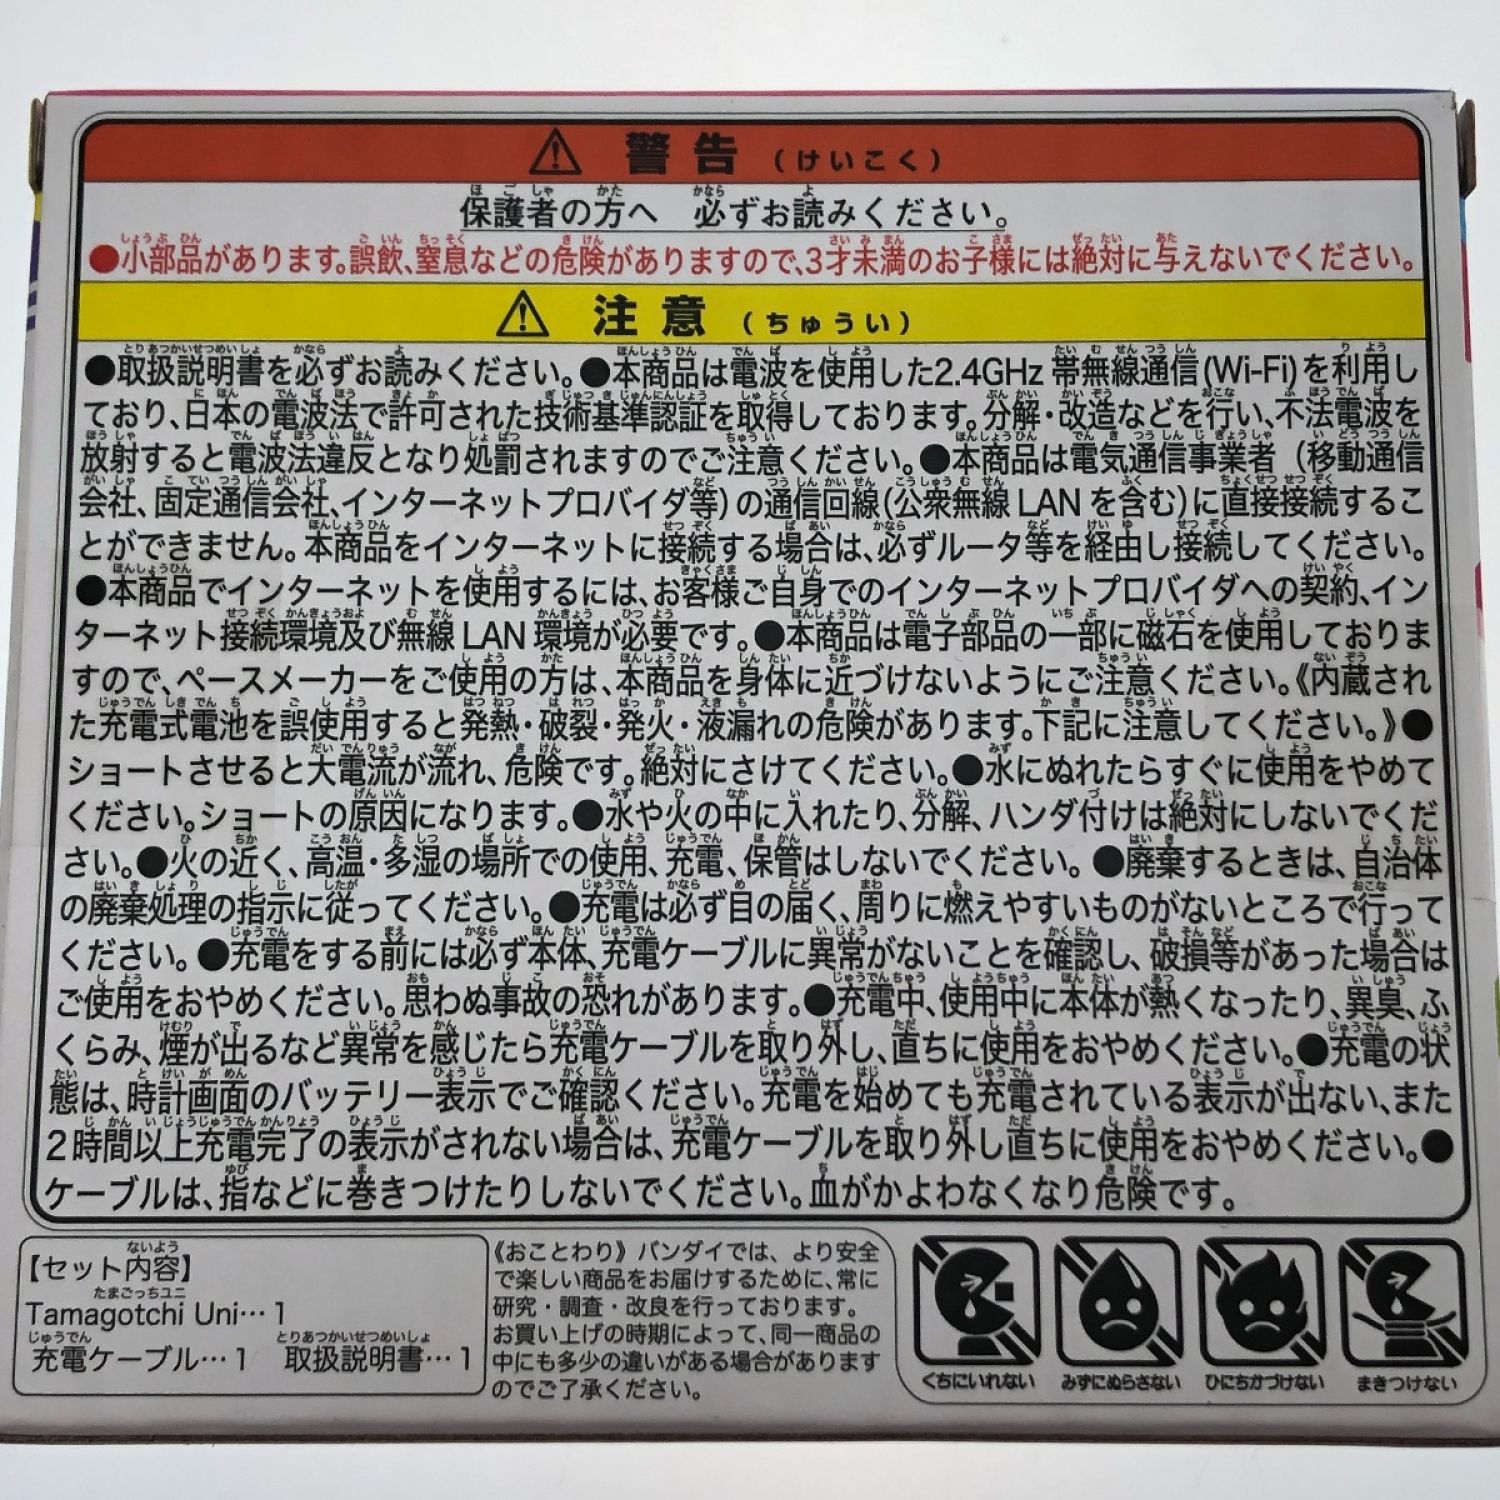 ⚠ 警告 (けいこく)
保護者の方へ 必ずお読みください。
●小部品があります。誤飲、窒息などの危険がありますので、3才未満のお子様には絶対に与えないでください。
⚠ 注意 (ちゅうい)
●取扱説明書を必ずお読みください。●本商品は電波を使用した2.4GHz 帯無線通信(Wi-Fi)を利用し
ており、日本の電波法で許可された技術基準認証を取得しております。分解・改造などを行い、不法電波を
放射すると電波法違反となり処罰されますのでご注意ください。●本商品は電気通信事業者(移動通信
会社、固定通信会社、インターネットプロバイダ等)の通信回線(公衆無線 LAN を含む)に直接接続するこ
とができません。本商品をインターネットに接続する場合は、必ずルータ等を経由し接続してください。
●本商品でインターネットを使用するには、お客様ご自身でのインターネットプロバイダへの契約、イン
ターネット接続環境及び無線 LAN 環境が必要です。●本商品は電子部品の一部に磁石を使用しておりま
すので、ペースメーカーをご使用の方は、本商品を身体に近づけないようにご注意ください。《内蔵され
た充電式電池を誤使用すると発熱・破裂・発火・液漏れの危険があります。下記に注意してください。》●
ショートさせると大電流が流れ、危険です。絶対にさけてください。●水にぬれたらすぐに使用をやめて
ください。ショートの原因になります。●水や火の中に入れたり、分解、ハンダ付けは絶対にしないでくだ
さい。●火の近く、高温・多湿の場所での使用、充電、保管はしないでください。●廃棄するときは、自治体
の廃棄処理の指示に従ってください。●充電は必ず目の届く、周りに燃えやすいものがないところで行って
ください。●充電をする前には必ず本体、充電ケーブルに異常がないことを確認し、破損等があった場合は
ご使用をおやめください。思わぬ事故の恐れがあります。●充電中、使用中に本体が熱くなったり、異臭、ふ
くらみ、煙が出るなど異常を感じたら充電ケーブルを取り外し、直ちに使用をおやめください。●充電の状
態は、時計画面のバッテリー表示でご確認ください。充電を始めても充電されている表示が出ない、また
2時間以上充電完了の表示がされない場合は、充電ケーブルを取り外し直ちに使用をおやめください。●
ケーブルは、指などに巻きつけたりしないでください。血がかよわなくなり危険です。
【セット内容】
Tamagotchi Uni…1
充電ケーブル…1 取扱説明書…1
《おことわり》バンダイでは、より安全
で楽しい商品をお届けするために、常に
研究・調査・改良を行っております。
お買い上げの時期によって、同一商品の
中にも多少の違いがある場合があります
のでご了承ください。
くちにいれない みずにぬらさない ひにちかづけない まきつけない